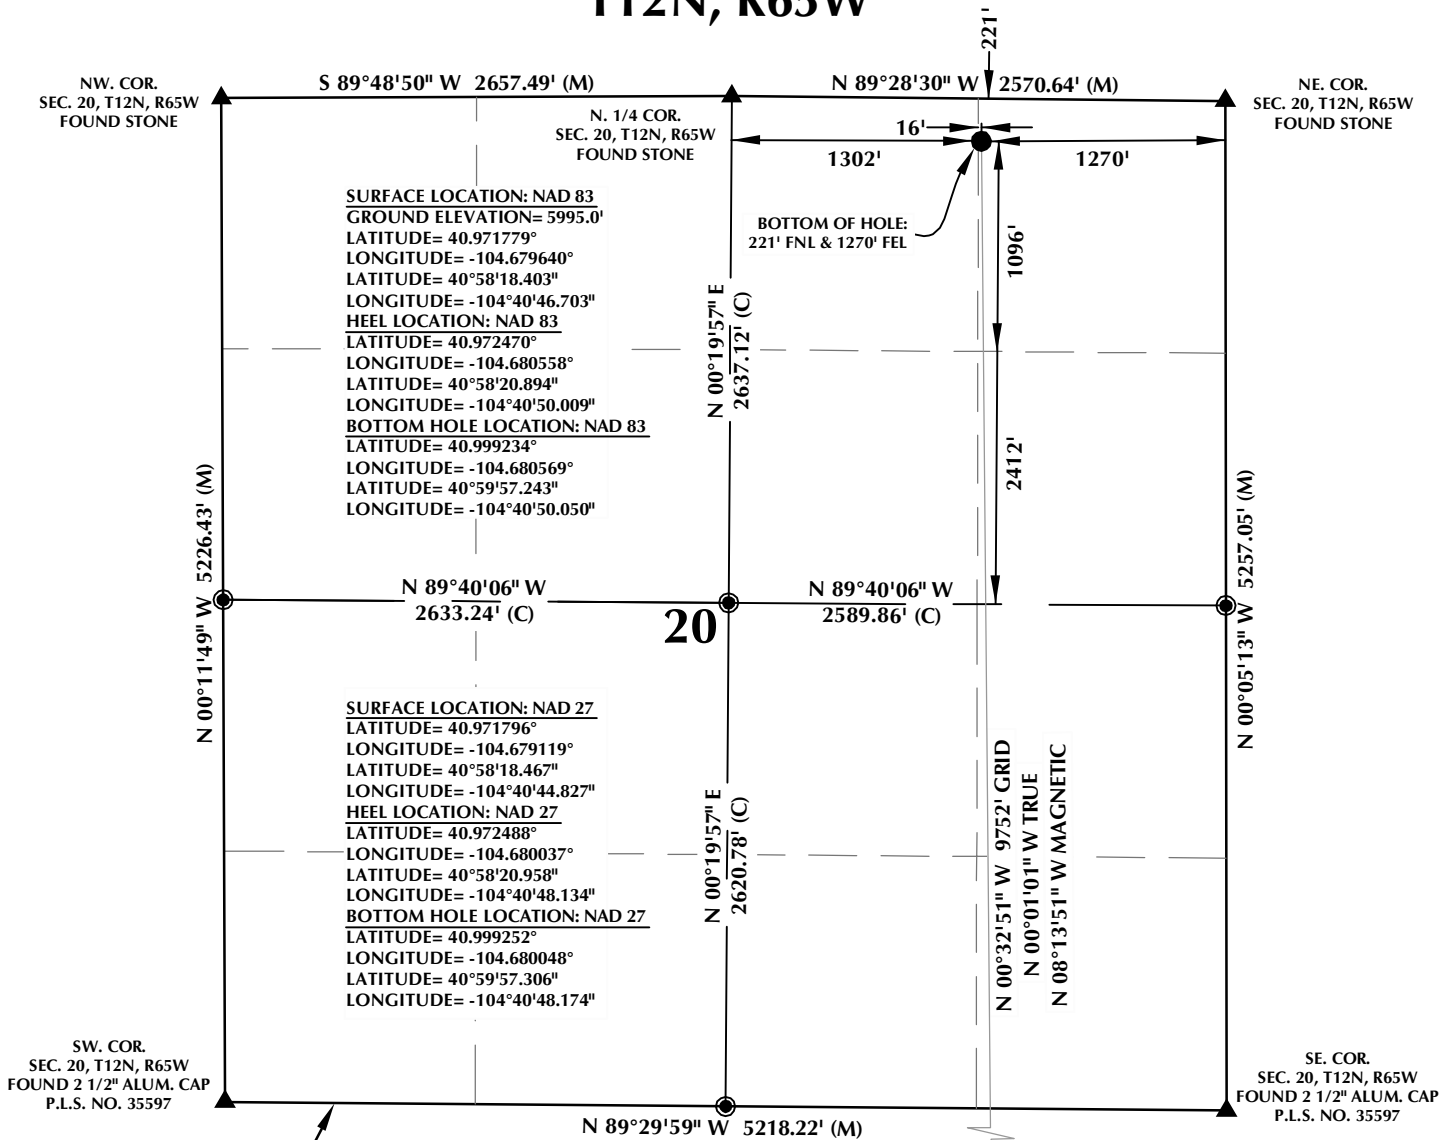 T12N, R65W
221'
S 89°48'50" W 2657.49' (M)
N 89°28'30" W 2570.64' (M)
NW. COR.
SEC. 20, T12N, R65W
FOUND STONE
N. 1/4 COR.
SEC. 20, T12N, R65W
FOUND STONE
NE. COR.
SEC. 20, T12N, R65W
FOUND STONE
16'
1302'
1270'
BOTTOM OF HOLE:
221' FNL & 1270' FEL
1096'
2412'
SURFACE LOCATION: NAD 83
GROUND ELEVATION= 5995.0'
LATITUDE= 40.971779°
LONGITUDE= -104.679640°
LATITUDE= 40°58'18.403"
LONGITUDE= -104°40'46.703"
HEEL LOCATION: NAD 83
LATITUDE= 40.972470°
LONGITUDE= -104.680558°
LATITUDE= 40°58'20.894"
LONGITUDE= -104°40'50.009"
BOTTOM HOLE LOCATION: NAD 83
LATITUDE= 40.999234°
LONGITUDE= -104.680569°
LATITUDE= 40°59'57.243"
LONGITUDE= -104°40'50.050"
N 00°19'57" E
2637.12' (C)
N 00°11'49" W 5226.43' (M)
N 00°05'13" W 5257.05' (M)
N 89°40'06" W
2633.24' (C)
20
N 89°40'06" W
2589.86' (C)
SURFACE LOCATION: NAD 27
LATITUDE= 40.971796°
LONGITUDE= -104.679119°
LATITUDE= 40°58'18.467"
LONGITUDE= -104°40'44.827"
HEEL LOCATION: NAD 27
LATITUDE= 40.972488°
LONGITUDE= -104.680037°
LATITUDE= 40°58'20.958"
LONGITUDE= -104°40'48.134"
BOTTOM HOLE LOCATION: NAD 27
LATITUDE= 40.999252°
LONGITUDE= -104.680048°
LATITUDE= 40°59'57.306"
LONGITUDE= -104°40'48.174"
N 00°19'57" E
2620.78' (C)
N 00°32'51" W 9752' GRID
N 00°01'01" W TRUE
N 08°13'51" W MAGNETIC
SW. COR.
SEC. 20, T12N, R65W
FOUND 2 1/2" ALUM. CAP
P.L.S. NO. 35597
SE. COR.
SEC. 20, T12N, R65W
FOUND 2 1/2" ALUM. CAP
P.L.S. NO. 35597
N 89°29'59" W 5218.22' (M)